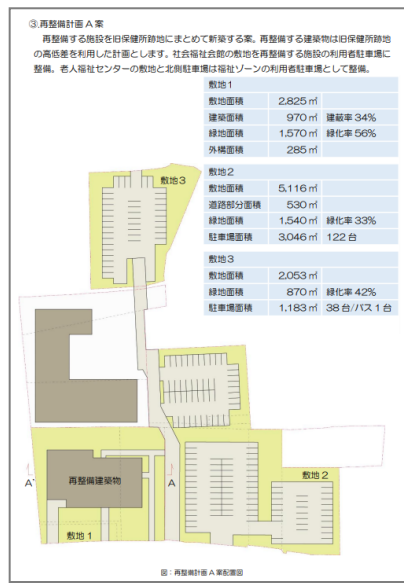 ③.再整備計画A案
再整備する施設を旧保健所跡地にまとめて新築する案。再整備する建築物は旧保健所跡地
の高低差を利用した計画とします。社会福祉会館の敷地を再整備する施設の利用者駐車場に
整備。老人福祉センターの敷地と北側駐車場は福祉ゾーンの利用者駐車場として整備。
敷地1
敷地面積 2,825㎡
建築面積 970㎡ 建蔽率 34%
緑地面積 1,570㎡ 緑化率 56%
外構面積 285㎡
敷地2
敷地面積 5,116㎡
道路部分面積 530㎡
緑地面積 1,540㎡ 緑化率 33%
駐車場面積 3,046㎡ 122台
敷地3
敷地面積 2,053㎡
緑地面積 870㎡ 緑化率 42%
駐車場面積 1,183㎡ 38台/バス1台
敷地3
再整備建築物
A'
A
敷地2
敷地1
図：再整備計画A案配置図